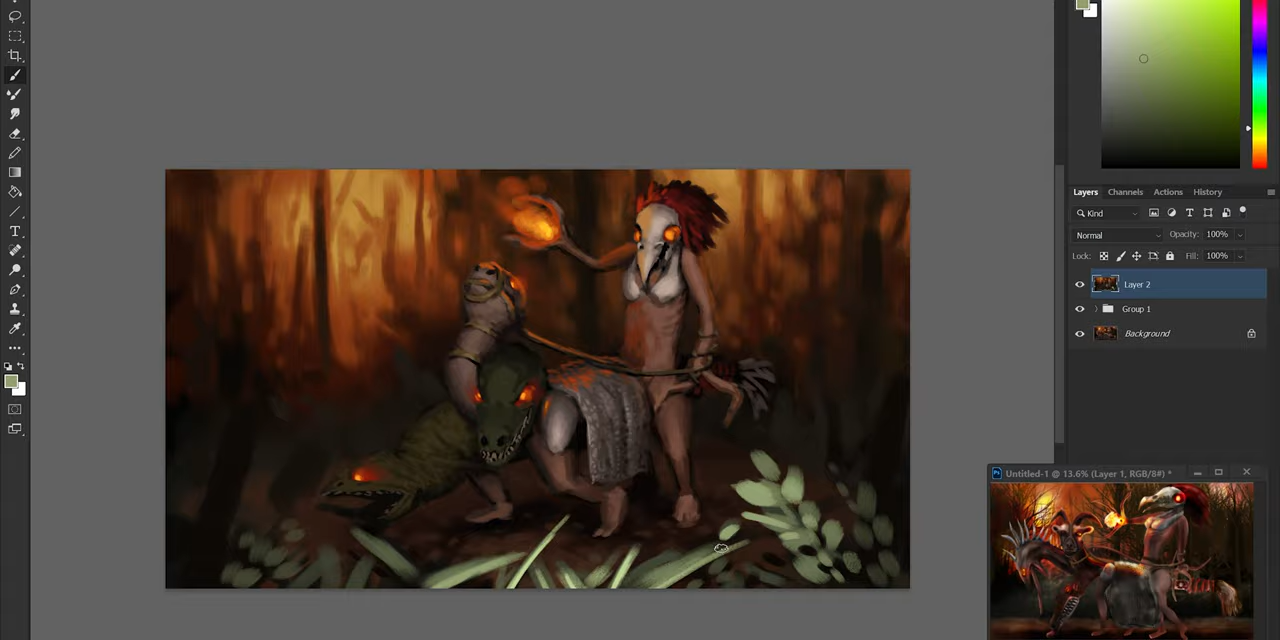 Layers Channels Actions History
Kind
Normal Opacity: 100%
Lock: Fill: 100%
Layer 2
Group 1
Background
Ps Untitled-1 @ 13.6% (Layer 1, RGB/8#) *